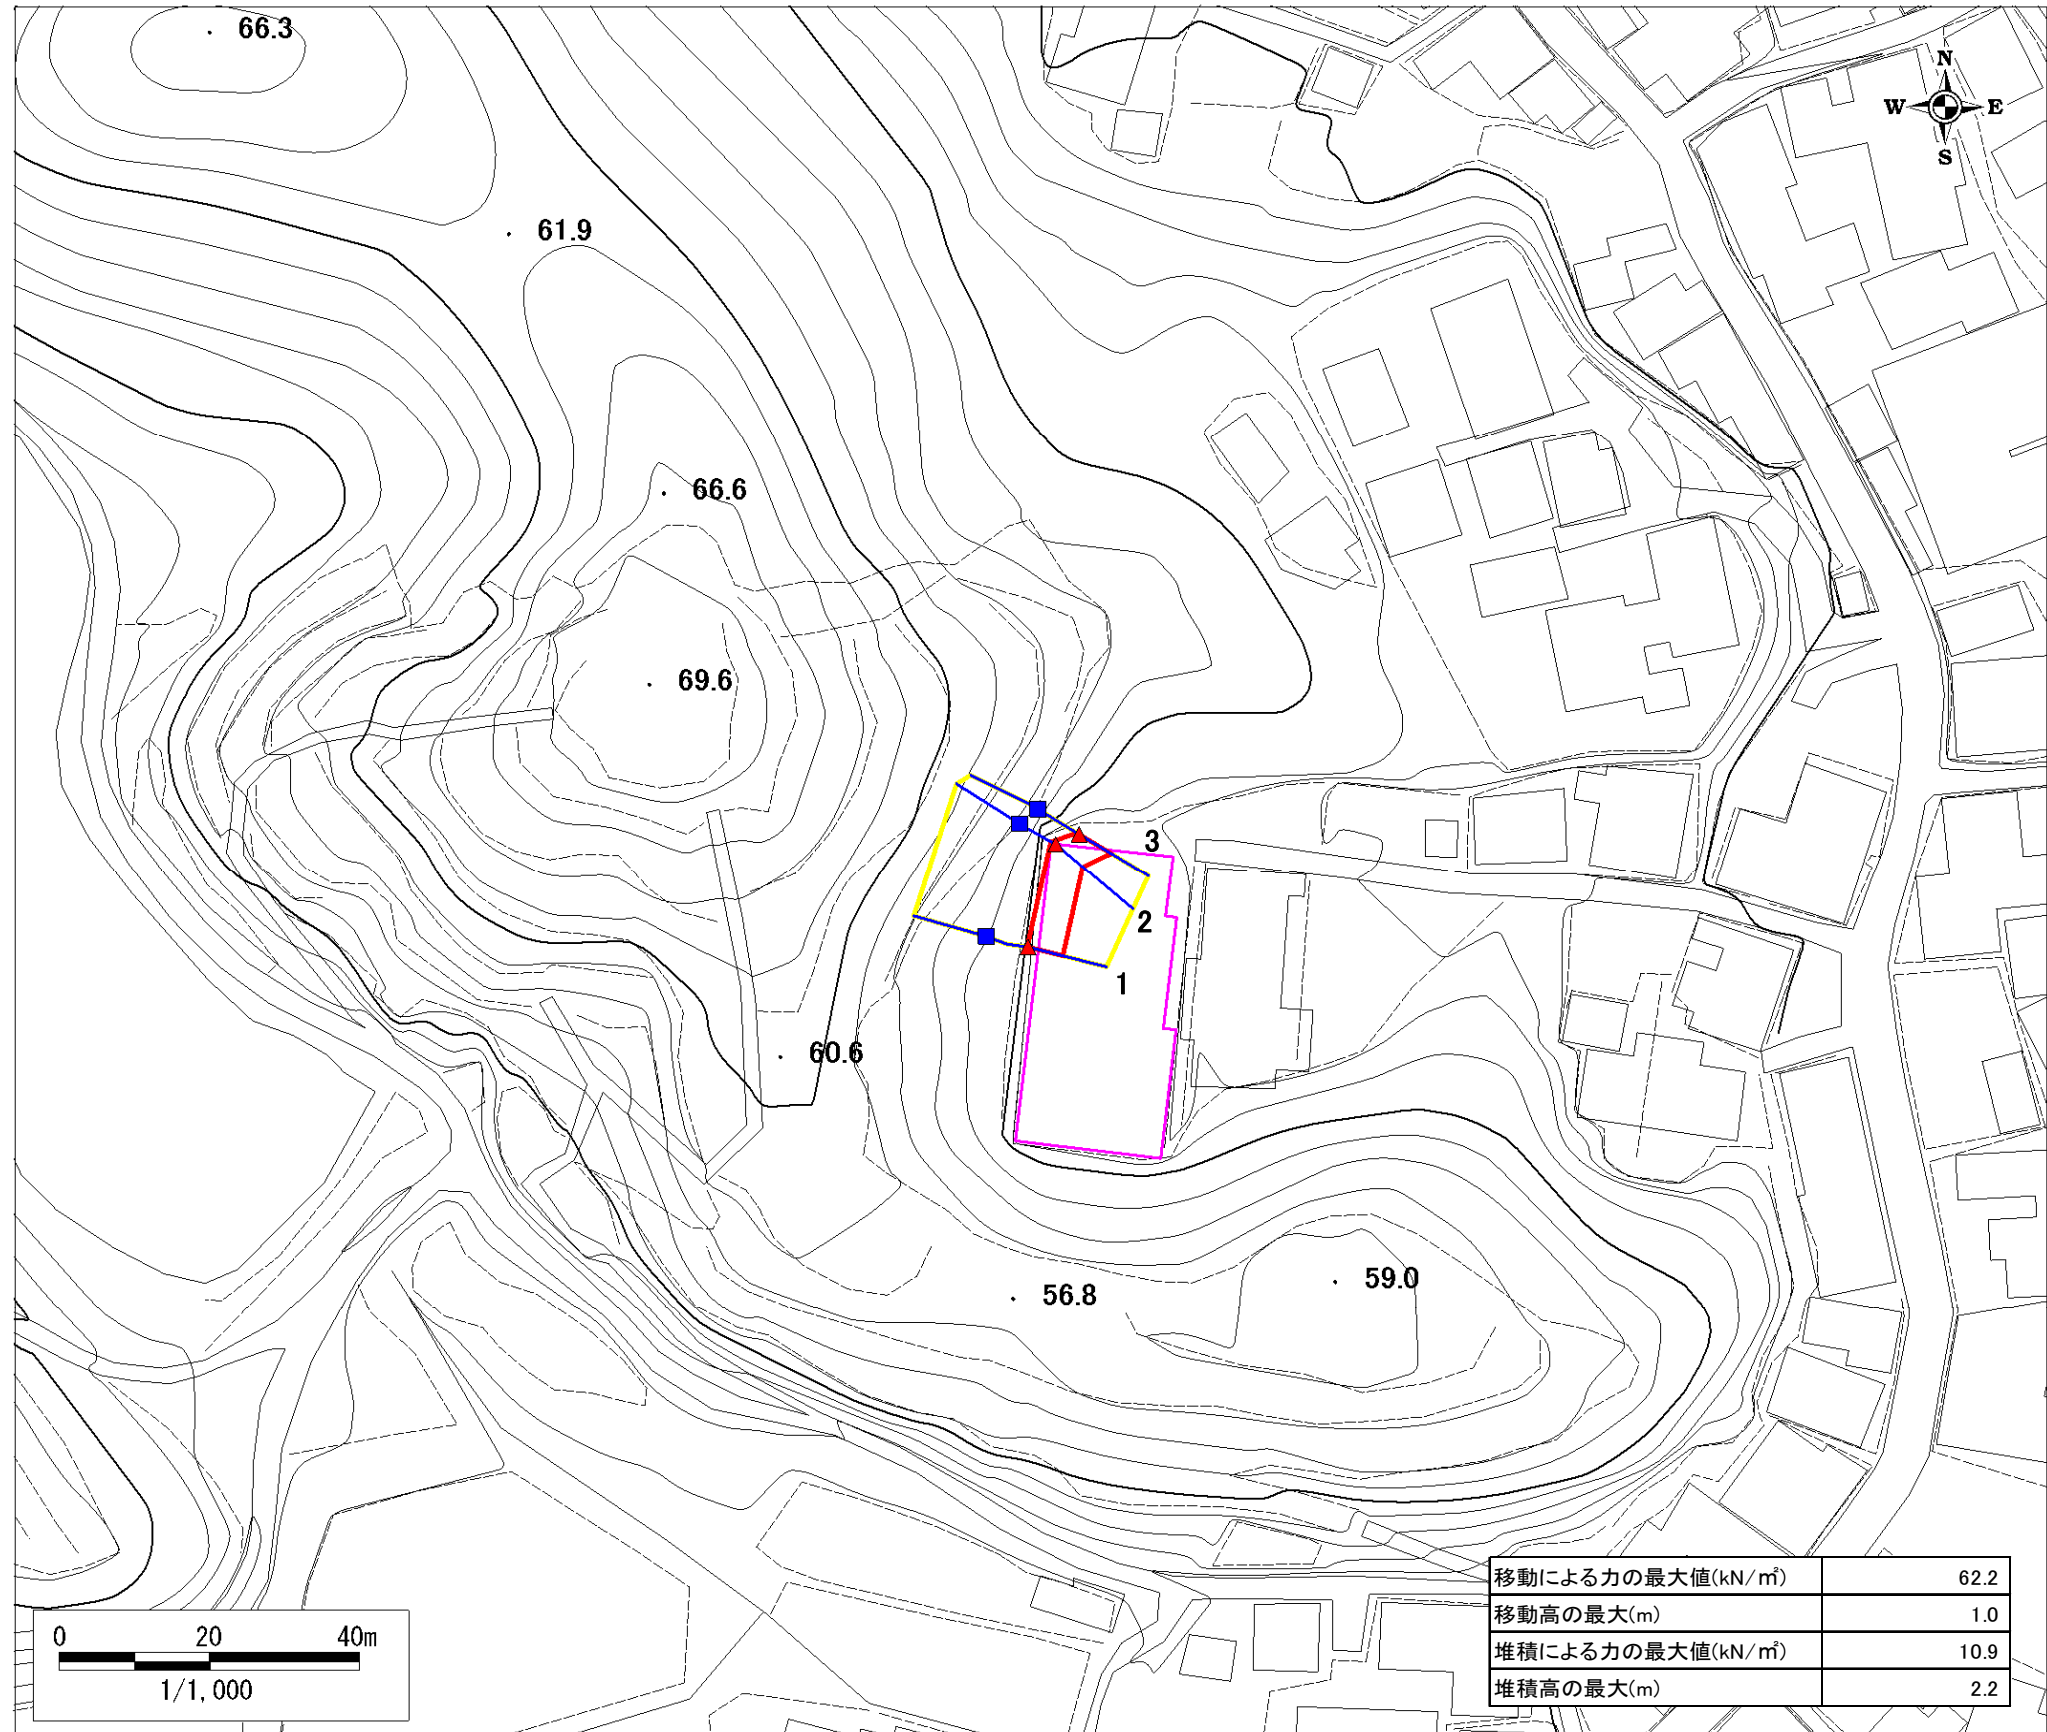 66.3
N
W E
S
61.9
66.6
69.6
3
2
1
60.6
59.0
56.8
移動による力の最大値(kN/㎡) 62.2
移動高の最大(m) 1.0
堆積による力の最大値(kN/㎡) 10.9
堆積高の最大(m) 2.2
0 20 40m
1/1,000